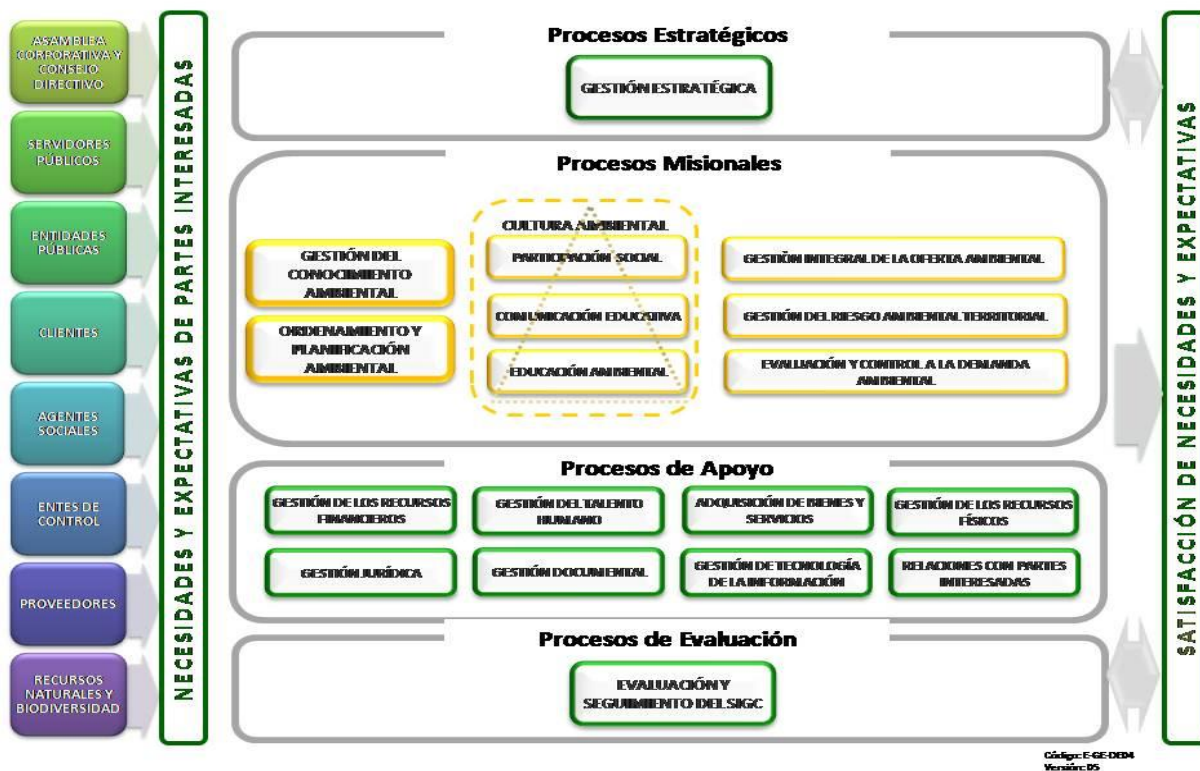 ASAMBLEA
CORPORATIVA Y
CONSEJO
DIRECTIVO
SERVIDORES
PÚBLICOS
ENTIDADES
PÚBLICAS
CLIENTES
AGENTES
SOCIALES
ENTES DE
CONTROL
PROVEEDORES
RECURSOS
NATURALES Y
BIODIVERSIDAD
NECESIDADES Y EXPECTATIVAS DE PARTES INTERESADAS
Procesos Estratégicos
GESTIÓN ESTRATÉGICA
Procesos Misionales
GESTIÓN DEL
CONOCIMIENTO
AMBIENTAL
ORDENAMIENTO Y
PLANIFICACIÓN
AMBIENTAL
CULTURA AMBIENTAL
PARTICIPACIÓN SOCIAL
COMUNICACIÓN EDUCATIVA
EDUCACIÓN AMBIENTAL
GESTIÓN INTEGRAL DE LA OFERTA AMBIENTAL
GESTIÓN DEL RIESGO AMBIENTAL TERRITORIAL
EVALUACIÓN Y CONTROL A LA DEMANDA
AMBIENTAL
Procesos de Apoyo
GESTIÓN DE LOS RECURSOS
FINANCIEROS
GESTIÓN DEL TALENTO
HUMANO
ADQUISICIÓN DE BIENES Y
SERVICIOS
GESTIÓN DE LOS RECURSOS
FÍSICOS
GESTIÓN JURÍDICA
GESTIÓN DOCUMENTAL
GESTIÓN DE TECNOLOGÍA
DE LA INFORMACIÓN
RELACIONES CON PARTES
INTERESADAS
Procesos de Evaluación
EVALUACIÓN Y
SEGUIMIENTO DEL SIGC
SATISFACCIÓN DE NECESIDADES Y EXPECTATIVAS
Código: E-GE-DE04
Versión: 05